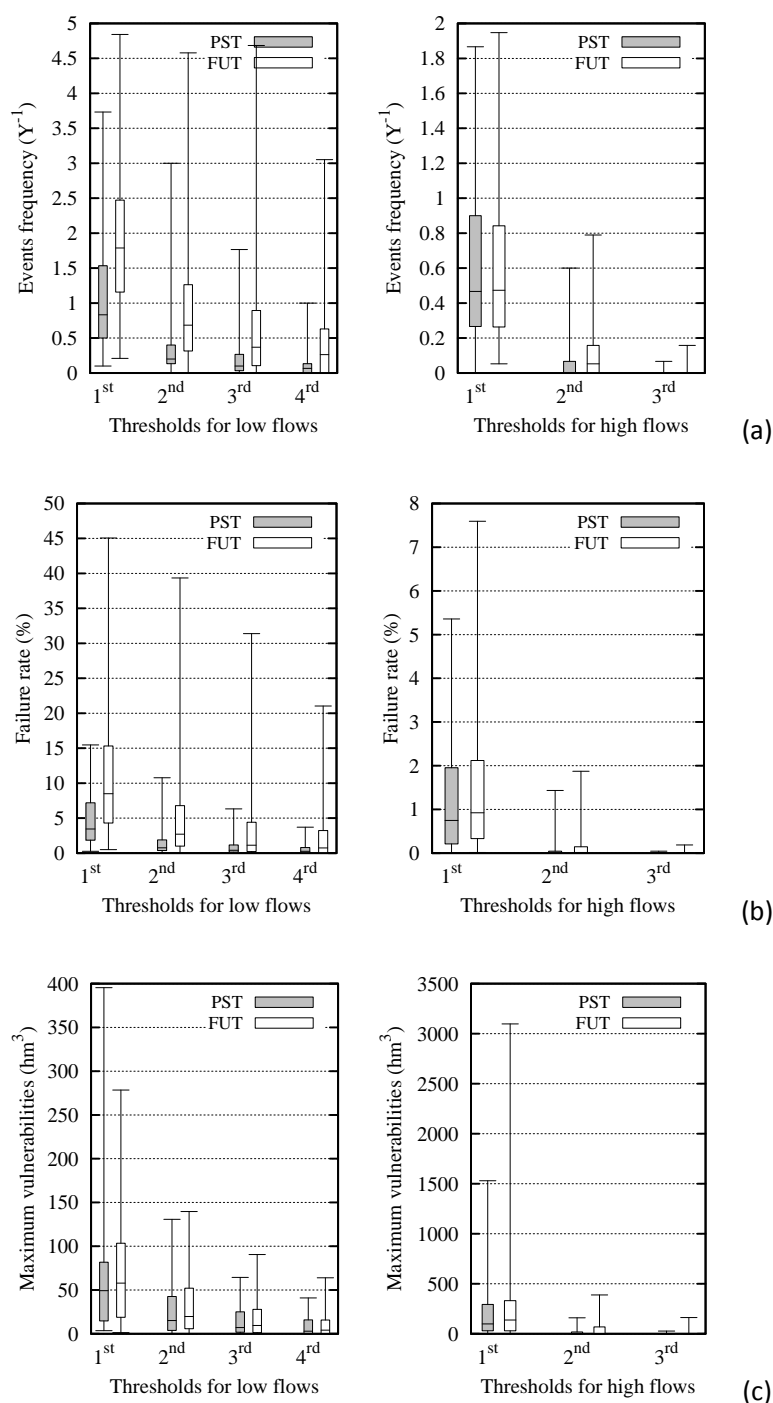 5
4.5
4
3.5
3
2.5
2
1.5
1
0.5
0
Events frequency (Y-1)
PST
FUT
1st 2nd 3rd 4rd
Thresholds for low flows
2
1.8
1.6
1.4
1.2
1
0.8
0.6
0.4
0.2
0
Events frequency (Y-1)
PST
FUT
1st 2nd 3rd
Thresholds for high flows
(a)
50
45
40
35
30
25
20
15
10
5
0
Failure rate (%)
PST
FUT
1st 2nd 3rd 4rd
Thresholds for low flows
8
7
6
5
4
3
2
1
0
Failure rate (%)
PST
FUT
1st 2nd 3rd
Thresholds for high flows
(b)
400
350
300
250
200
150
100
50
0
Maximum vulnerabilities (hm3)
PST
FUT
1st 2nd 3rd 4rd
Thresholds for low flows
3500
3000
2500
2000
1500
1000
500
0
Maximum vulnerabilities (hm3)
PST
FUT
1st 2nd 3rd
Thresholds for high flows
(c)